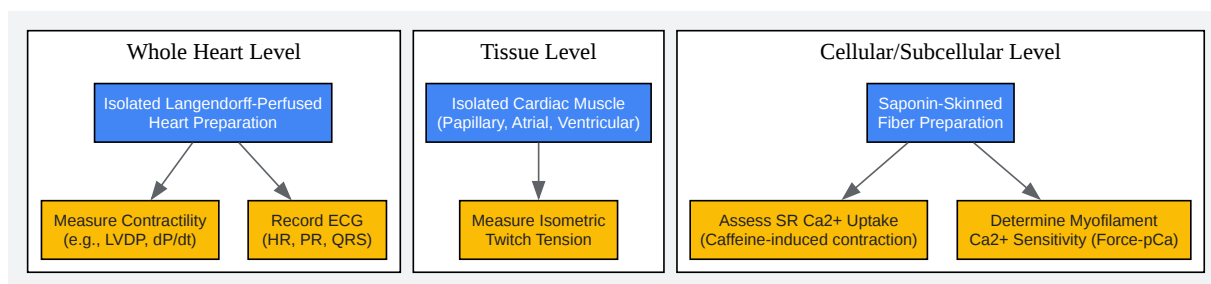 Whole Heart Level
Isolated Langendorff-Perfused
Heart Preparation
Measure Contractility
(e.g., LVDP, dP/dt)
Record ECG
(HR, PR, QRS)
Tissue Level
Isolated Cardiac Muscle
(Papillary, Atrial, Ventricular)
Measure Isometric
Twitch Tension
Cellular/Subcellular Level
Saponin-Skinned
Fiber Preparation
Assess SR Ca2+ Uptake
(Caffeine-induced contraction)
Determine Myofilament
Ca2+ Sensitivity (Force-pCa)